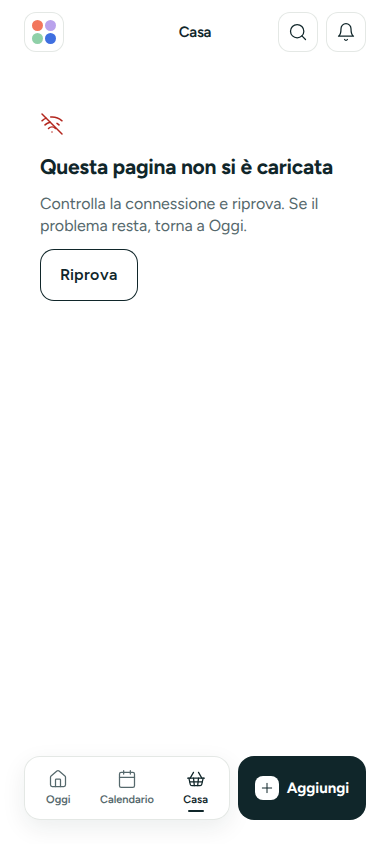 Casa
Questa pagina non si è caricata
Controlla la connessione e riprova. Se il
problema resta, torna a Oggi.
Riprova
Oggi
Calendario
Casa
Aggiungi